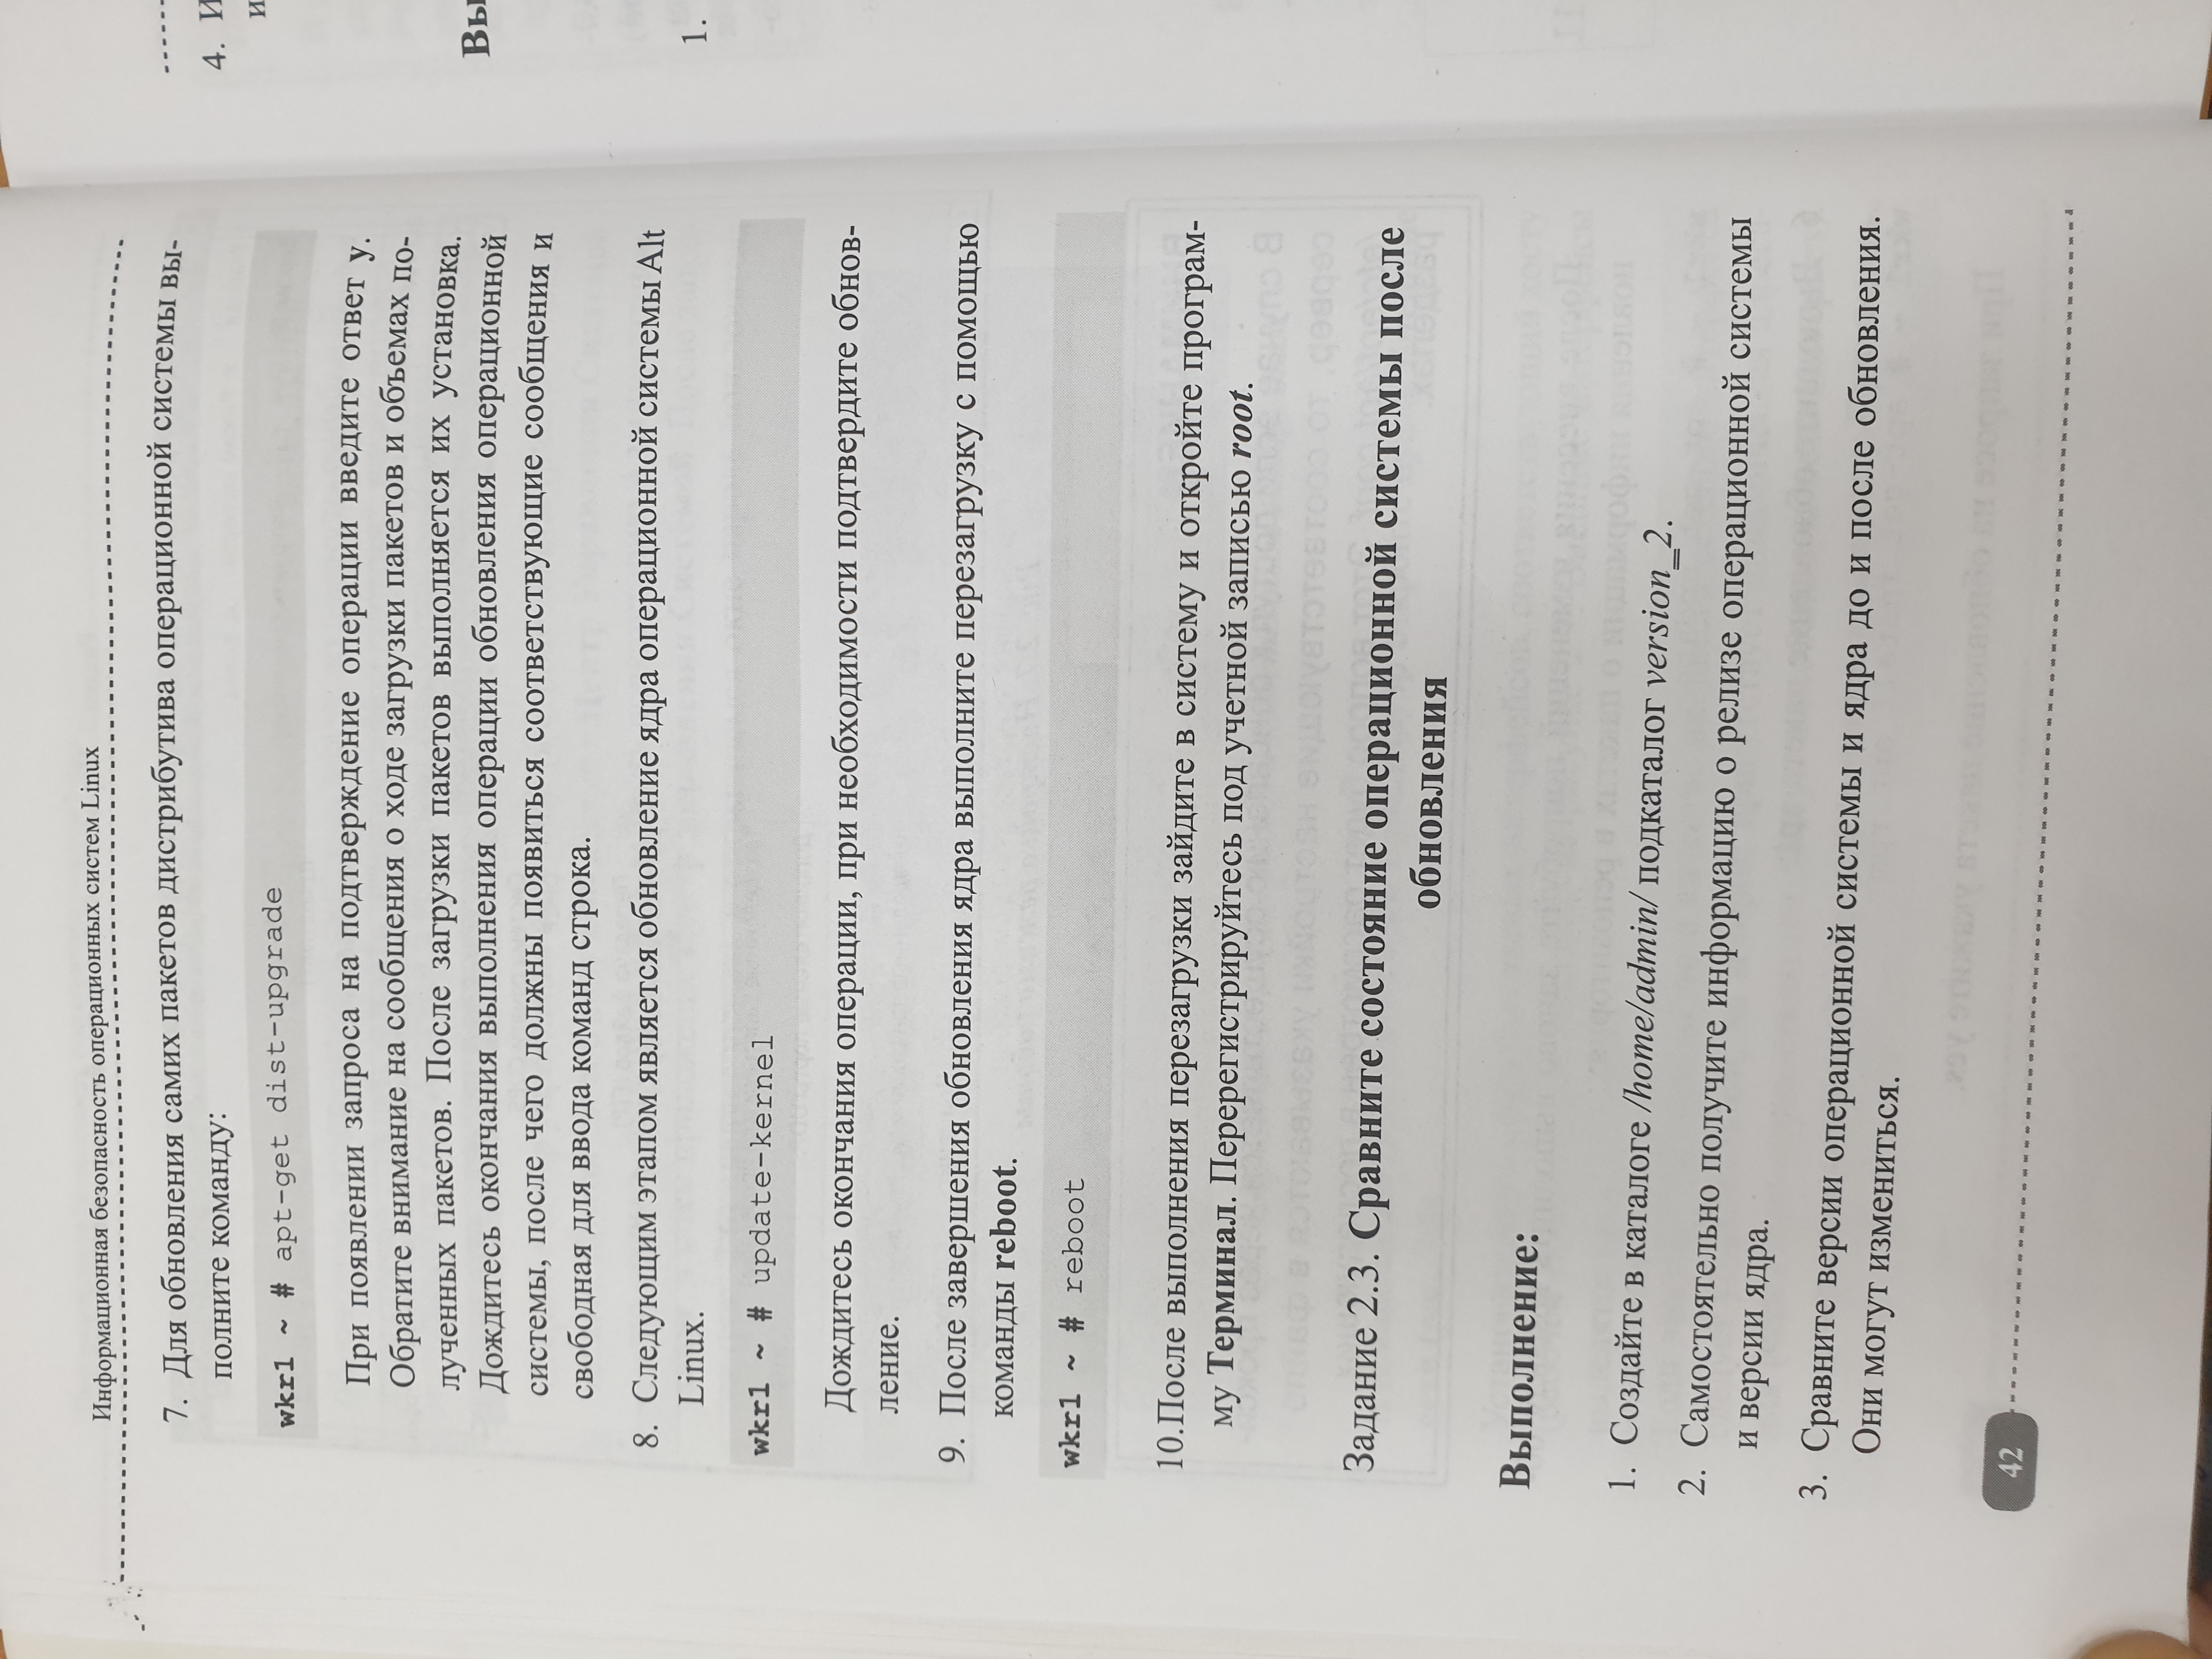 Информационная безопасность операционных систем Linux
7. Для обновления самих пакетов дистрибутива операционной системы вы-
полните команду:
wkr1 ~ # apt-get dist-upgrade
При появлении запроса на подтверждение операции введите ответ y.
Обратите внимание на сообщения о ходе загрузки пакетов и объемах по-
лученных пакетов. После загрузки пакетов выполняется их установка.
Дождитесь окончания выполнения операции обновления операционной
системы, после чего должны появиться соответствующие сообщения и
свободная для ввода команд строка.
8. Следующим этапом является обновление ядра операционной системы Alt
Linux.
wkr1 ~ # update-kernel
Дождитесь окончания операции, при необходимости подтвердите обнов-
ление.
9. После завершения обновления ядра выполните перезагрузку с помощью
команды reboot.
wkr1 ~ # reboot
10.После выполнения перезагрузки зайдите в систему и откройте програм-
му Терминал. Перерегистрируйтесь под учетной записью root.
Задание 2.3. Сравните состояние операционной системы после
обновления
Выполнение:
1. Создайте в каталоге /home/admin/ подкаталог version_2.
2. Самостоятельно получите информацию о релизе операционной системы
и версии ядра.
3. Сравните версии операционной системы и ядра до и после обновления.
Они могут измениться.
42
4. И
и
Вы
1.